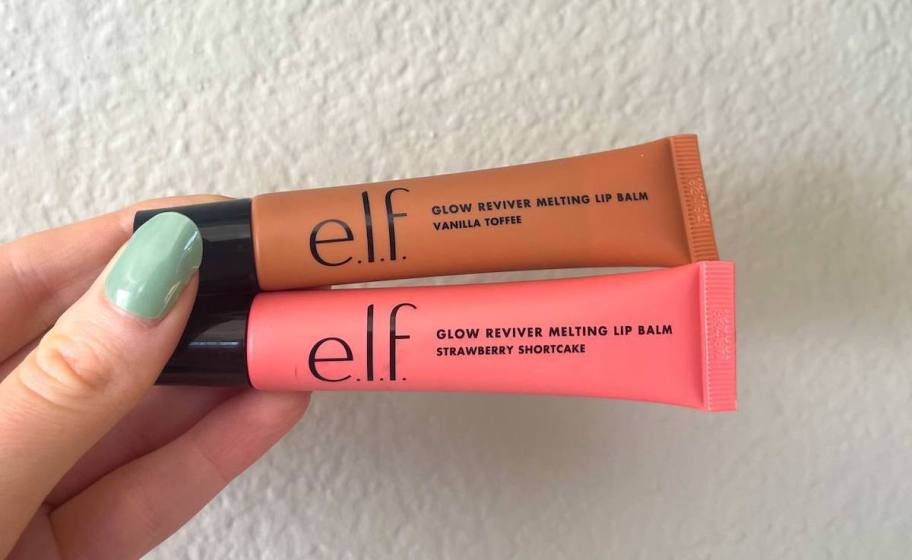 e.l.f.
GLOW REVIVER MELTING LIP BALM
VANILLA TOFFEE
e.l.f.
GLOW REVIVER MELTING LIP BALM
STRAWBERRY SHORTCAKE